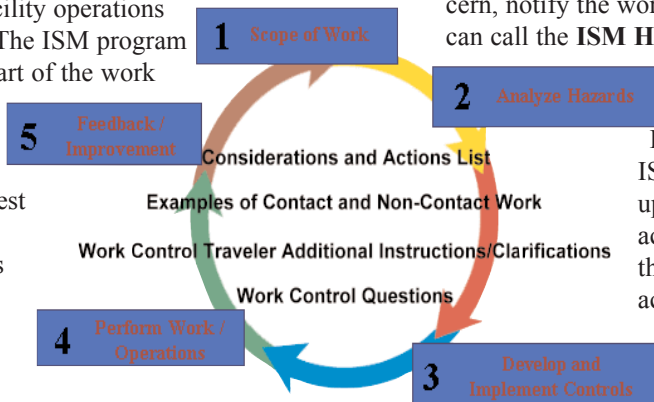 cility operations
The ISM program
art of the work
cern, notify the wor
can call the ISM H
1 Scope of Work
2 Analyze Hazards
5 Feedback /
Improvement
Considerations and Actions List
Examples of Contact and Non-Contact Work
Work Control Traveler Additional Instructions/Clarifications
Work Control Questions
est
s
IS
up
ac
th
ac
4 Perform Work /
Operations
3 Develop and
Implement Controls